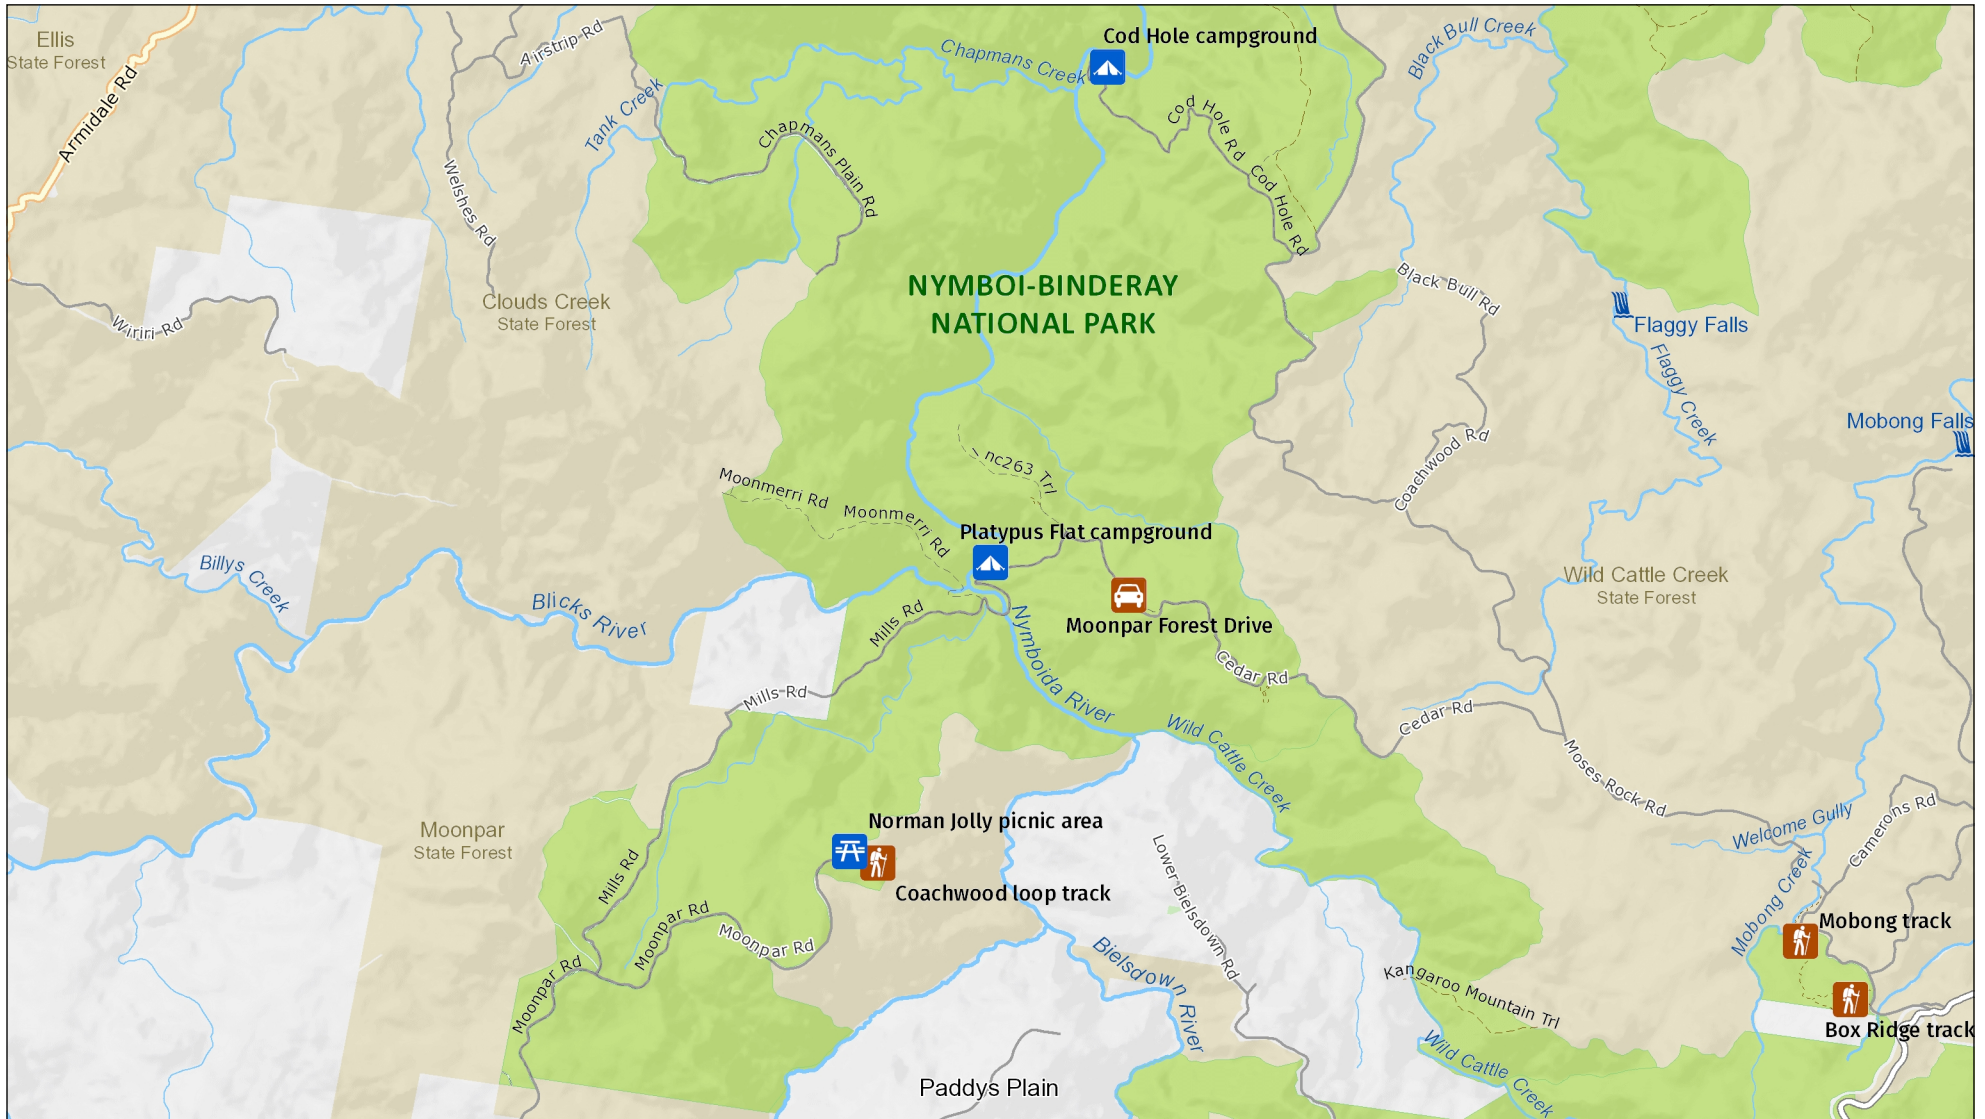 Ellis
State Forest
Armidale Rd
Airstrip Rd
Tank Creek
Chapmans Creek
Cod Hole campground
Black Bull Creek
Cod Hole Rd
Cod Hole Rd
Chapmans Plain Rd
Welshes Rd
Wiriri Rd
Clouds Creek
State Forest
NYMBOI-BINDERAY
NATIONAL PARK
Black Bull Rd
Flaggy Falls
Flaggy Creek
Mobong Falls
Coachwood Rd
nc263 Trl
Moonmerri Rd
Moonmerri Rd
Platypus Flat campground
Billys Creek
Blicks River
Mills Rd
Nymboida River
Moonpar Forest Drive
Wild Cattle Creek
State Forest
Cedar Rd
Mills Rd
Cedar Rd
Wild Cattle Creek
Moses Rock Rd
Moonpar
State Forest
Norman Jolly picnic area
Coachwood loop track
Lower Bielsdown Rd
Welcome Gully
Camerons Rd
Mobong Creek
Mobong track
Mills Rd
Moonpar Rd
Moonpar Rd
Moonpar Rd
Bielsdown River
Kangaroo Mountain Trl
Box Ridge track
Wild Cattle Creek
Paddys Plain